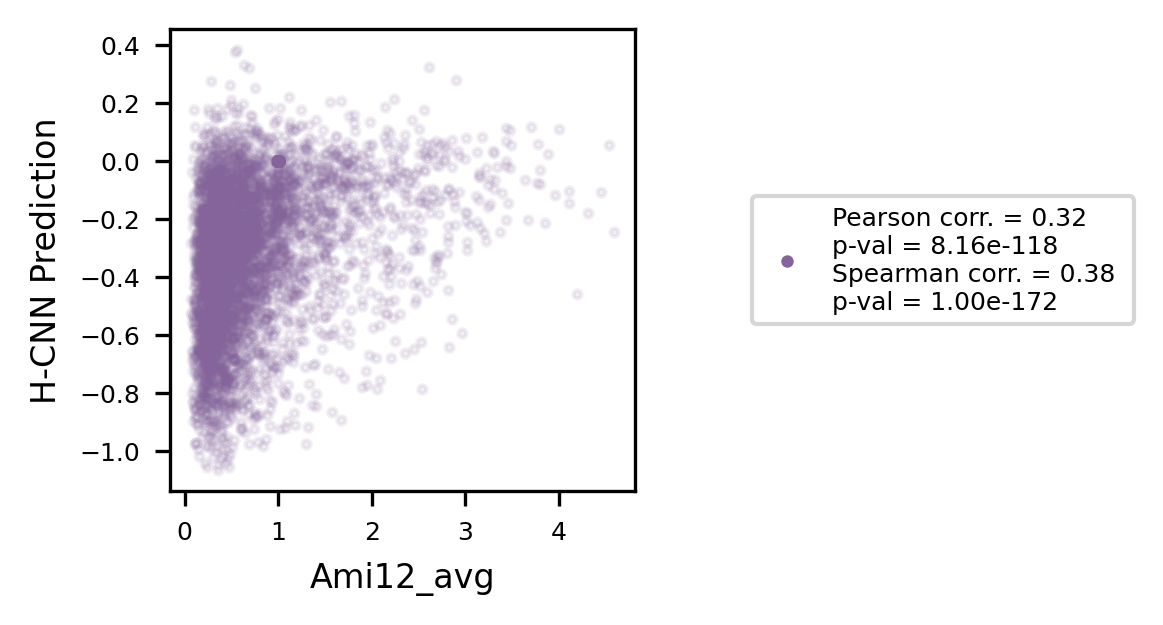 0.4
0.2
0.0
−0.2
−0.4
−0.6
−0.8
−1.0
H-CNN Prediction
0 1 2 3 4
Ami12_avg
Pearson corr. = 0.32
p-val = 8.16e-118
Spearman corr. = 0.38
p-val = 1.00e-172